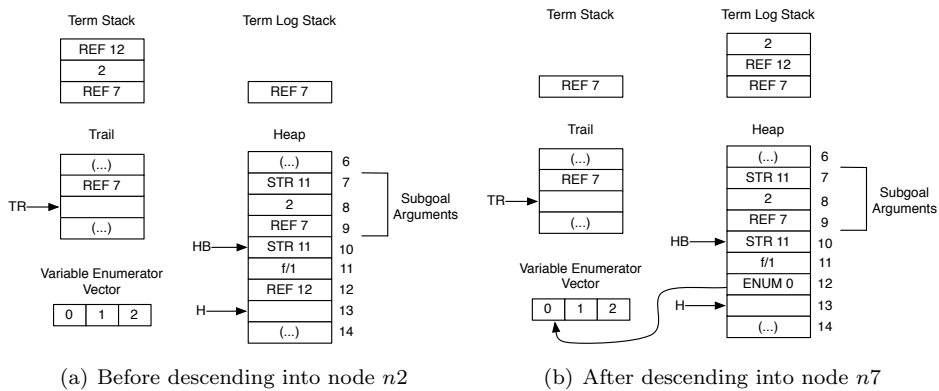 Term Stack
REF 12
2
REF 7
Term Log Stack
REF 7
Trail
(...)
REF 7
TR
(...)
Heap
(...) 6
STR 11 7
2 8
REF 7 9
STR 11 10
f/1 11
REF 12 12
13
(...) 14
Subgoal
Arguments
HB
H
Variable Enumerator
Vector
0 1 2
(a) Before descending into node n2
Term Stack
REF 7
Term Log Stack
2
REF 12
REF 7
Trail
(...)
REF 7
TR
(...)
Heap
(...) 6
STR 11 7
2 8
REF 7 9
STR 11 10
f/1 11
ENUM 0 12
13
(...) 14
Subgoal
Arguments
HB
H
Variable Enumerator
Vector
0 1 2
(b) After descending into node n7